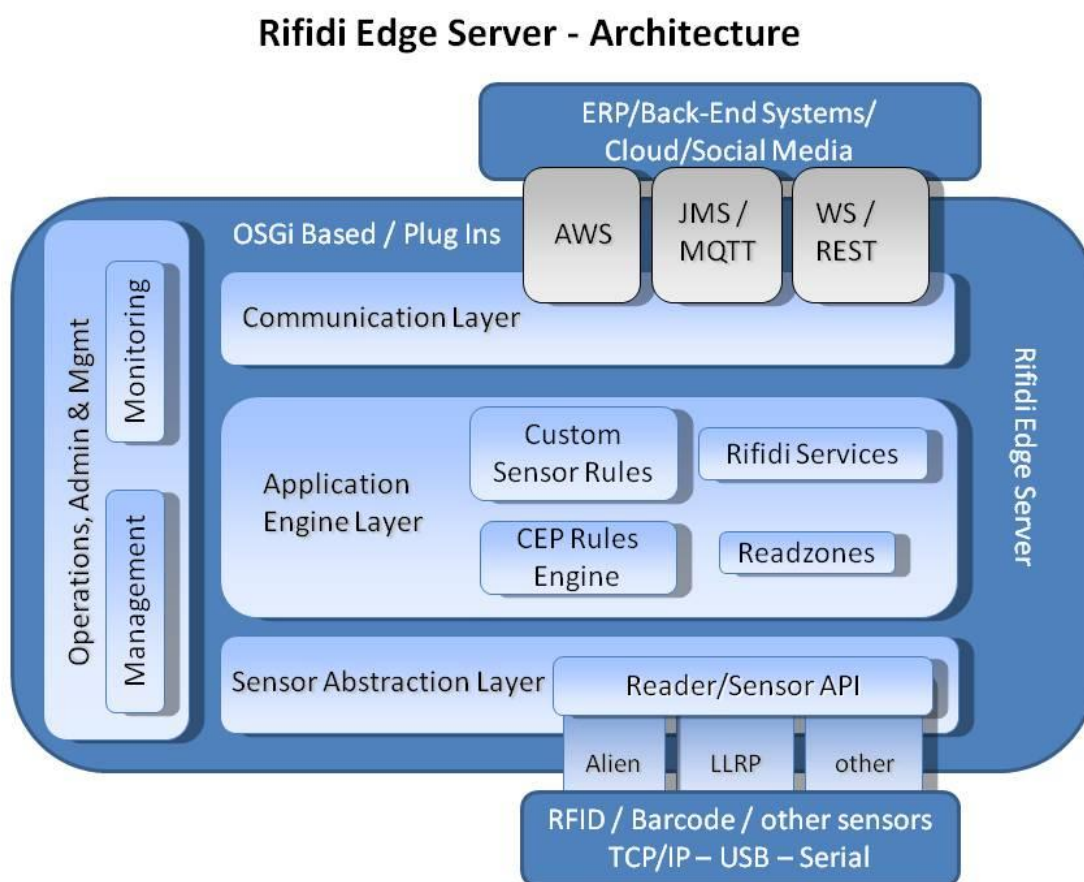 Rifidi Edge Server - Architecture
ERP/Back-End Systems/
Cloud/Social Media
AWS
JMS /
MQTT
WS /
REST
OSGi Based / Plug Ins
Communication Layer
Operations, Admin & Mgmt
Monitoring
Management
Application
Engine Layer
Custom
Sensor Rules
Rifidi Services
CEP Rules
Engine
Readzones
Rifidi Edge Server
Sensor Abstraction Layer
Reader/Sensor API
Alien
LLRP
other
RFID / Barcode / other sensors
TCP/IP – USB – Serial